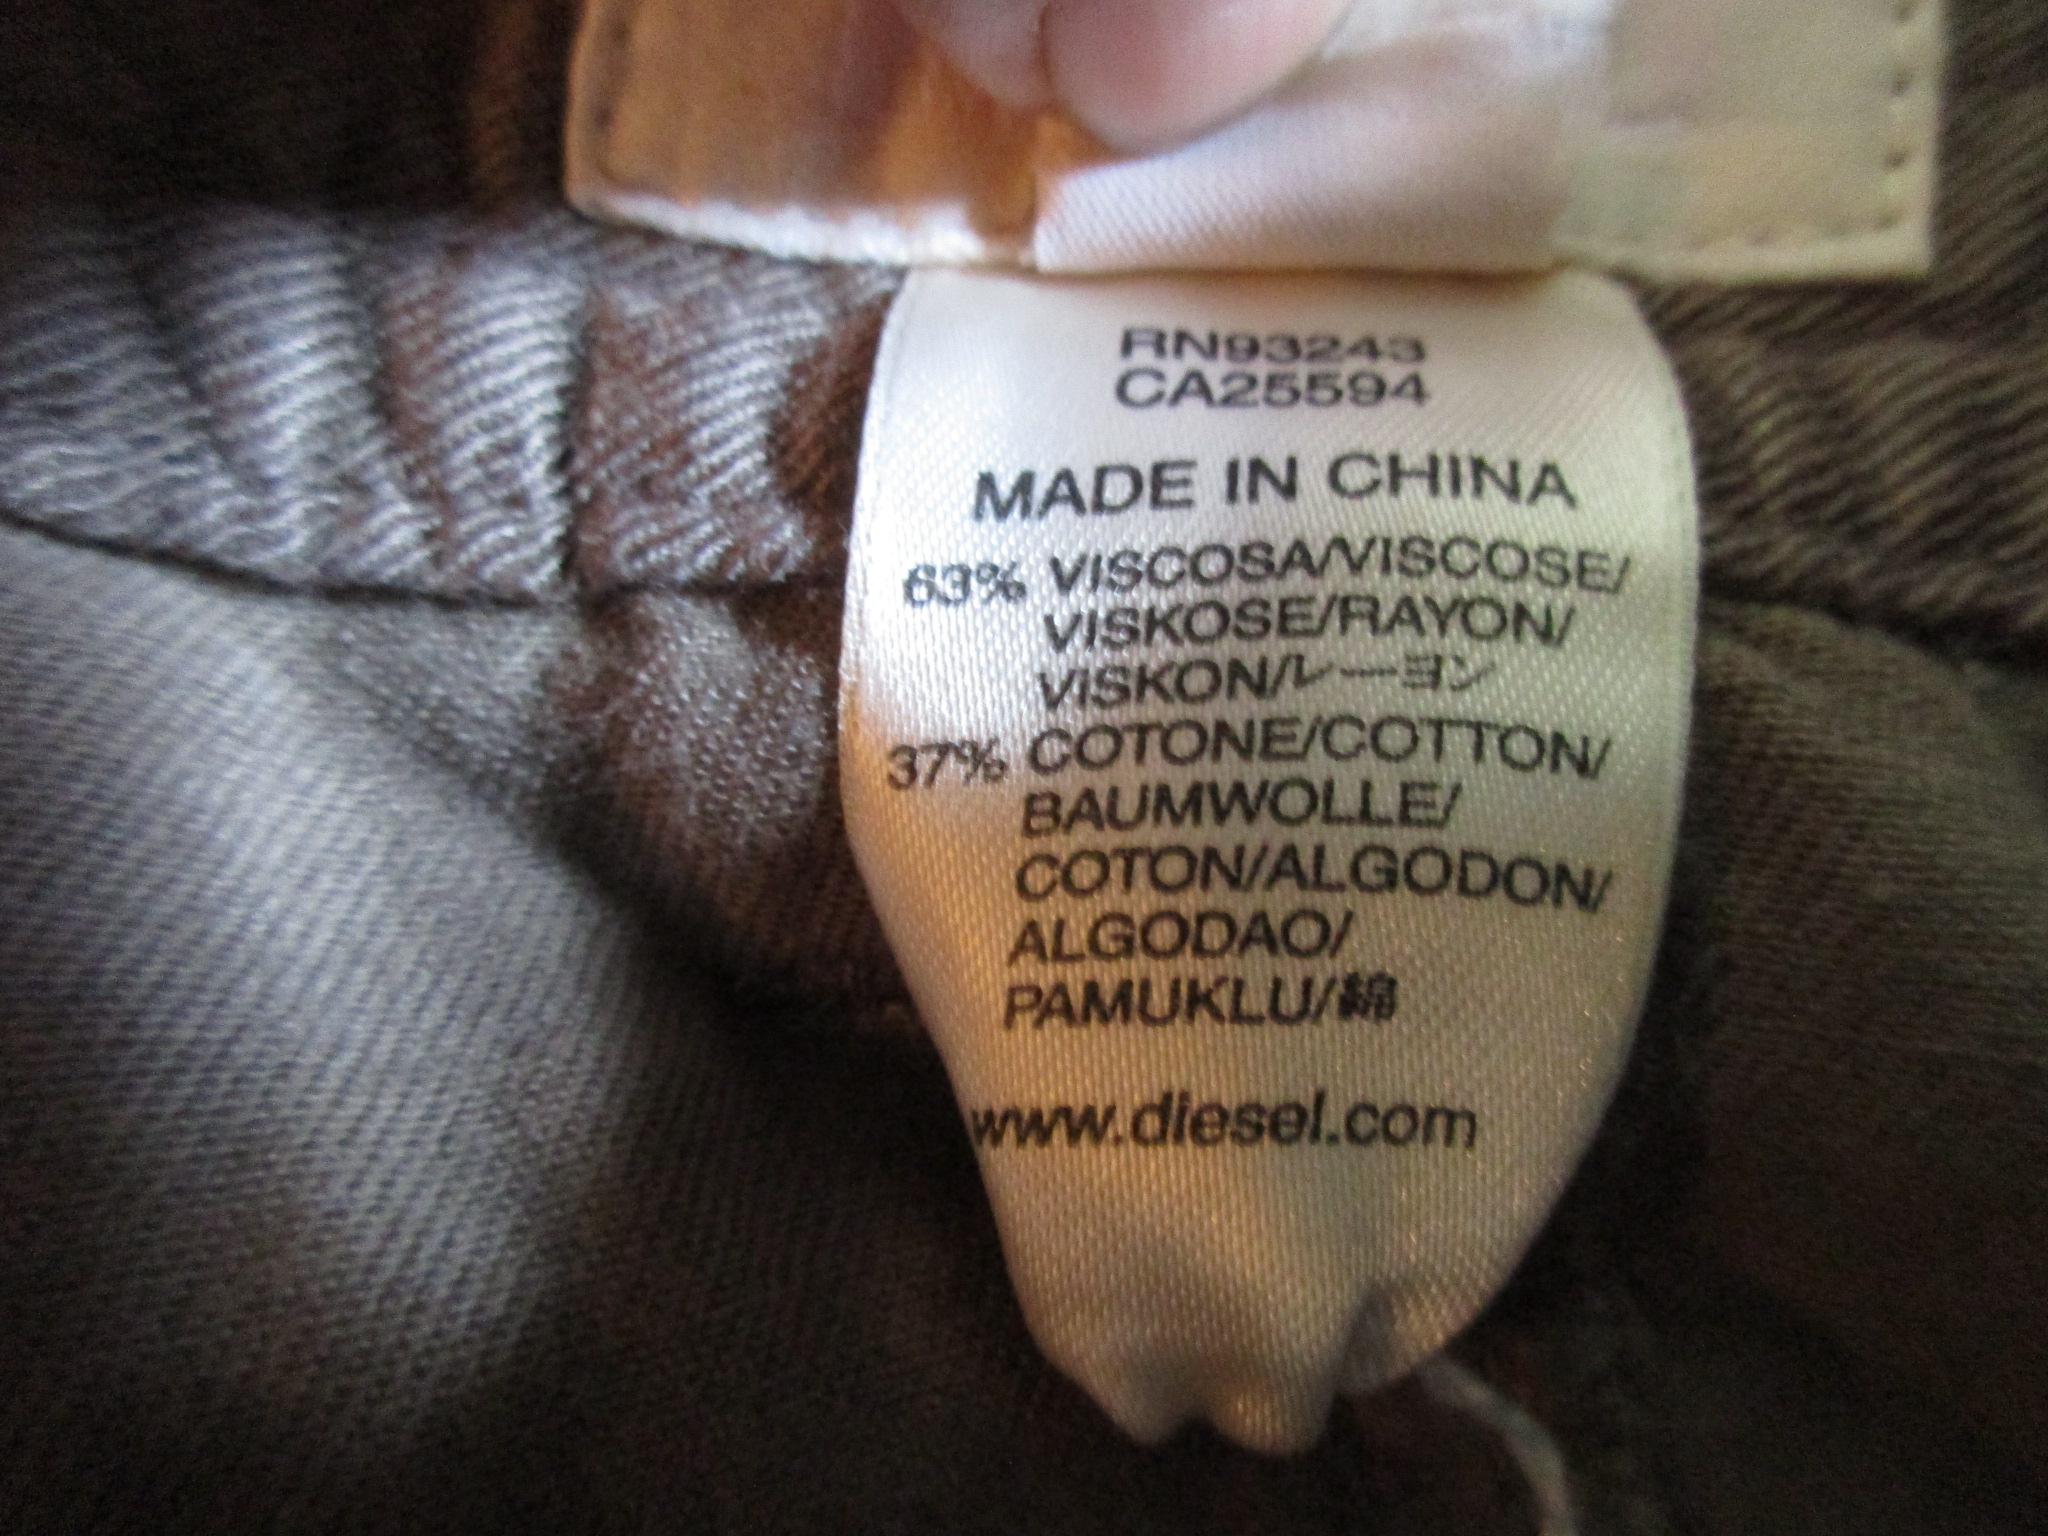 RN93243
CA25594
MADE IN CHINA
63% VISCOSA/VISCOSE/
VISKOSE/RAYON/
VISKON/レーヨン
37% COTONE/COTTON/
BAUMWOLLE/
COTON/ALGODON/
ALGODAO/
PAMUKLU/綿
www.diesel.com